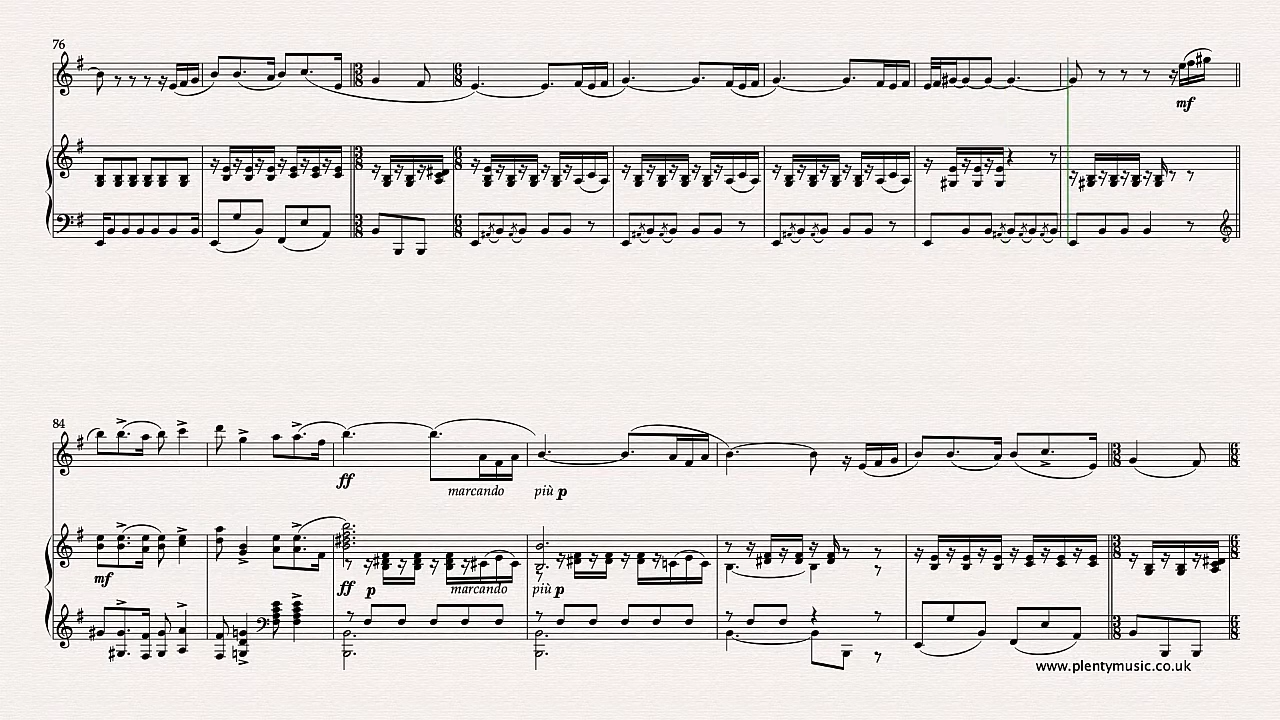 76
mf
84
ff
marcando
più p
mf
ff
p
marcando
più p
www.plentymusic.co.uk